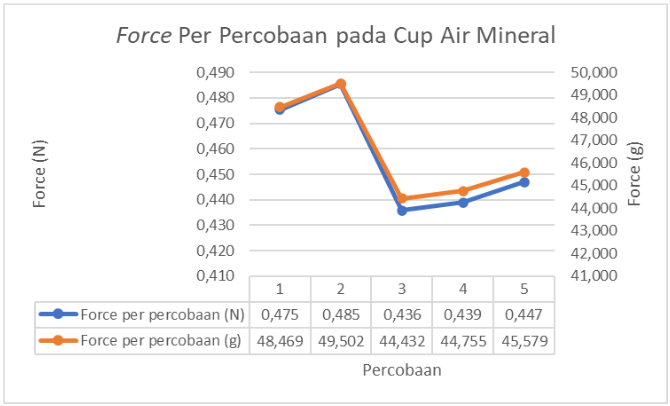 Force Per Percobaan pada Cup Air Mineral
Force (N)
0,490
0,480
0,470
0,460
0,450
0,440
0,430
0,420
0,410
50,000
49,000
48,000
47,000
46,000
45,000
44,000
43,000
42,000
41,000
Force (g)
1 2 3 4 5
Force per percobaan (N) 0,475 0,485 0,436 0,439 0,447
Force per percobaan (g) 48,469 49,502 44,432 44,755 45,579
Percobaan